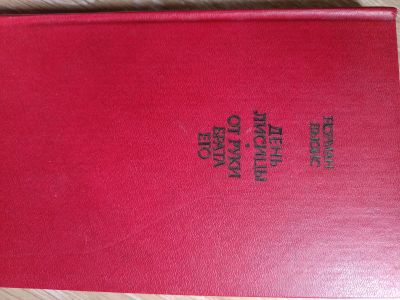 НОРМАН
ЛЬЮИС
ДЕНЬ
ЛИСИЦЫ
•
ОТ РУКИ
БРАТА
ЕГО